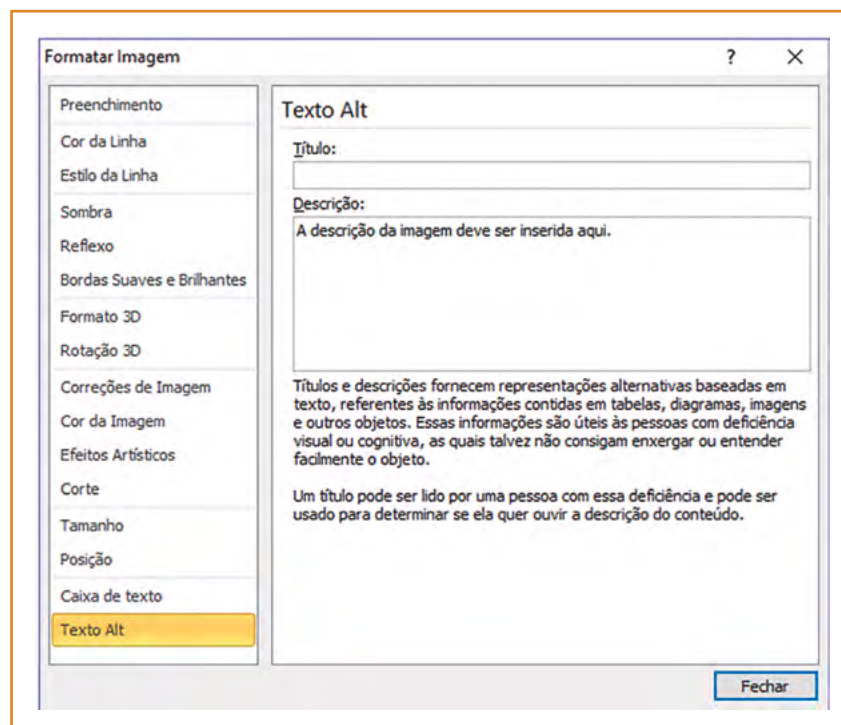 Formatar Imagem
?
X
Preenchimento
Cor da Linha
Estilo da Linha
Sombra
Reflexo
Bordas Suaves e Brilhantes
Formato 3D
Rotação 3D
Correções de Imagem
Cor da Imagem
Efeitos Artísticos
Corte
Tamanho
Posição
Caixa de texto
Texto Alt
Texto Alt
Título:
Descrição:
A descrição da imagem deve ser inserida aqui.
Títulos e descrições fornecem representações alternativas baseadas em
texto, referentes às informações contidas em tabelas, diagramas, imagens
e outros objetos. Essas informações são úteis às pessoas com deficiência
visual ou cognitiva, as quais talvez não consigam enxergar ou entender
facilmente o objeto.
Um título pode ser lido por uma pessoa com essa deficiência e pode ser
usado para determinar se ela quer ouvir a descrição do conteúdo.
Fechar